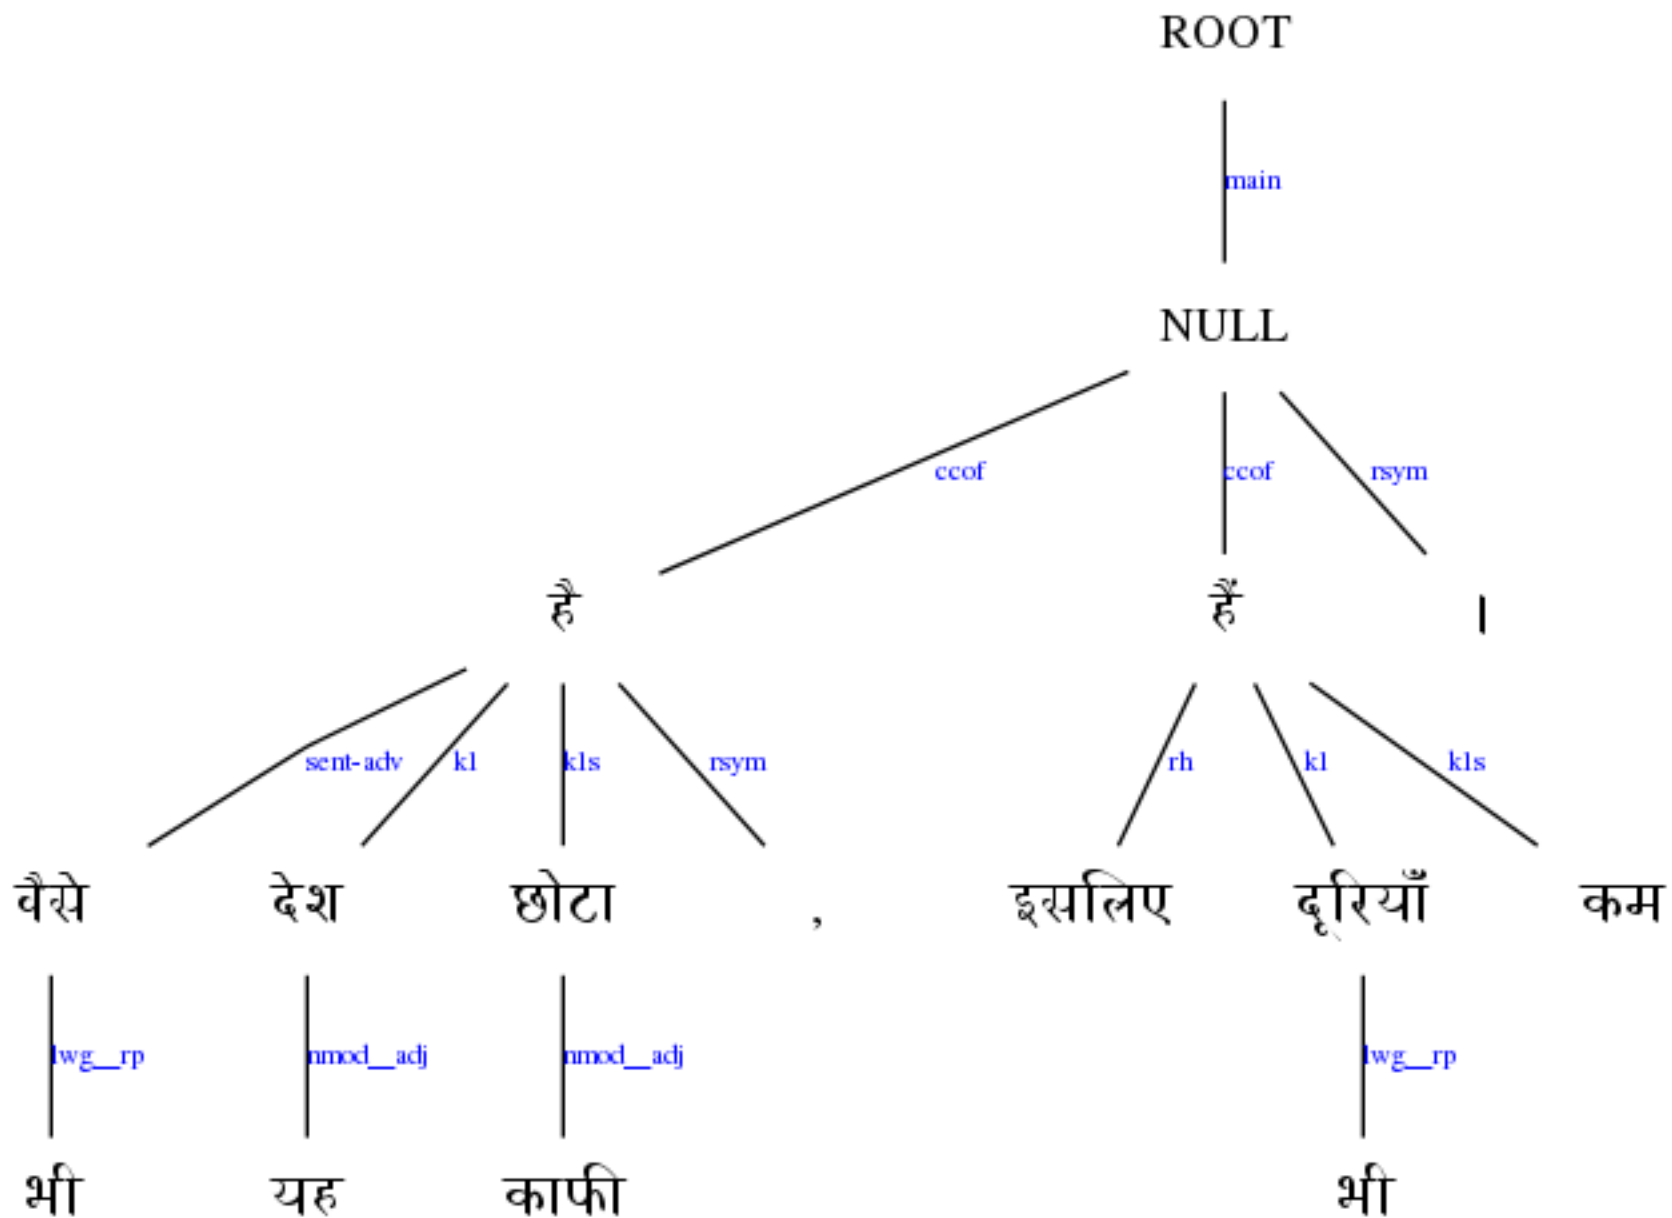 ROOT
main
NULL
ccof ccof rsym
है हैं ।
sent-adv k1 k1s rsym rh k1 k1s
वैसे देश छोटा , इसलिए दूरियाँ कम
lwg__rp nmod__adj nmod__adj lwg__rp
भी यह काफी भी